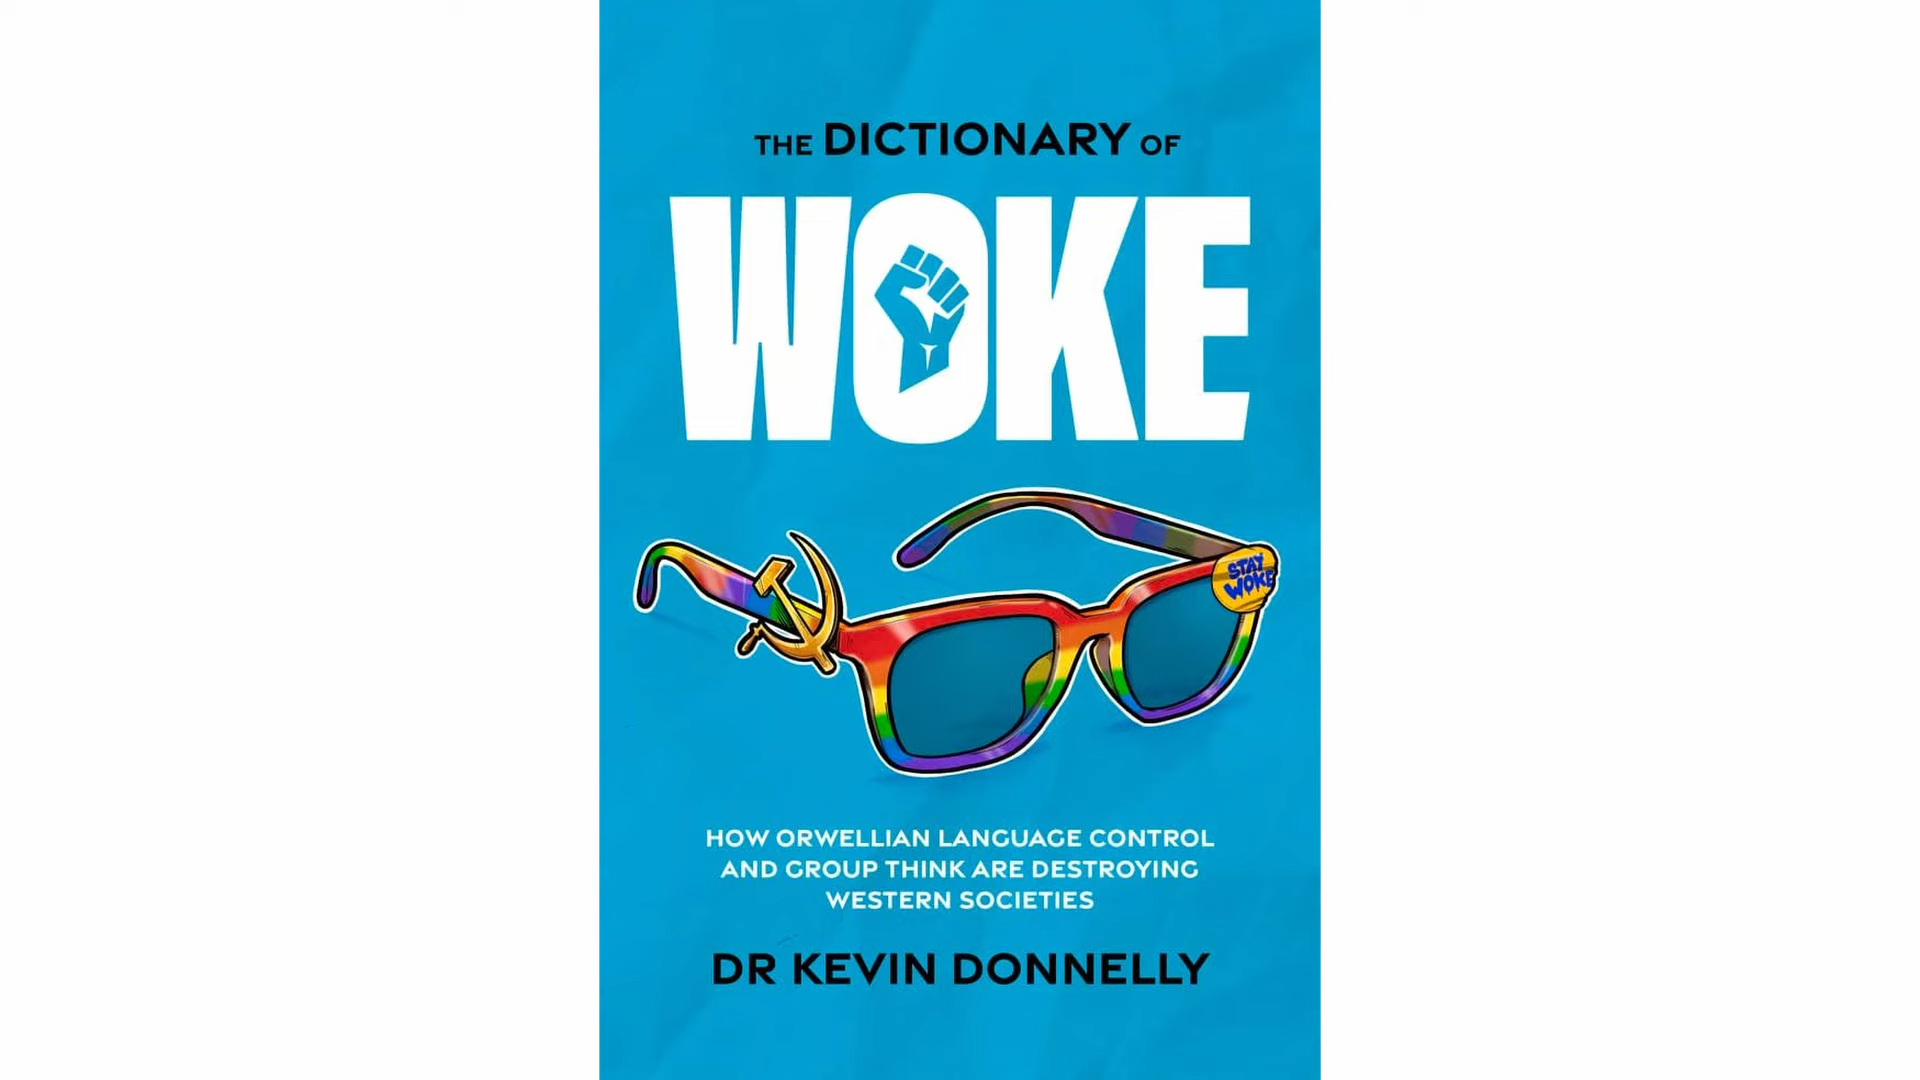 THE DICTIONARY OF
WOKE
STAY
WOKE
HOW ORWELLIAN LANGUAGE CONTROL
AND GROUP THINK ARE DESTROYING
WESTERN SOCIETIES
DR KEVIN DONNELLY